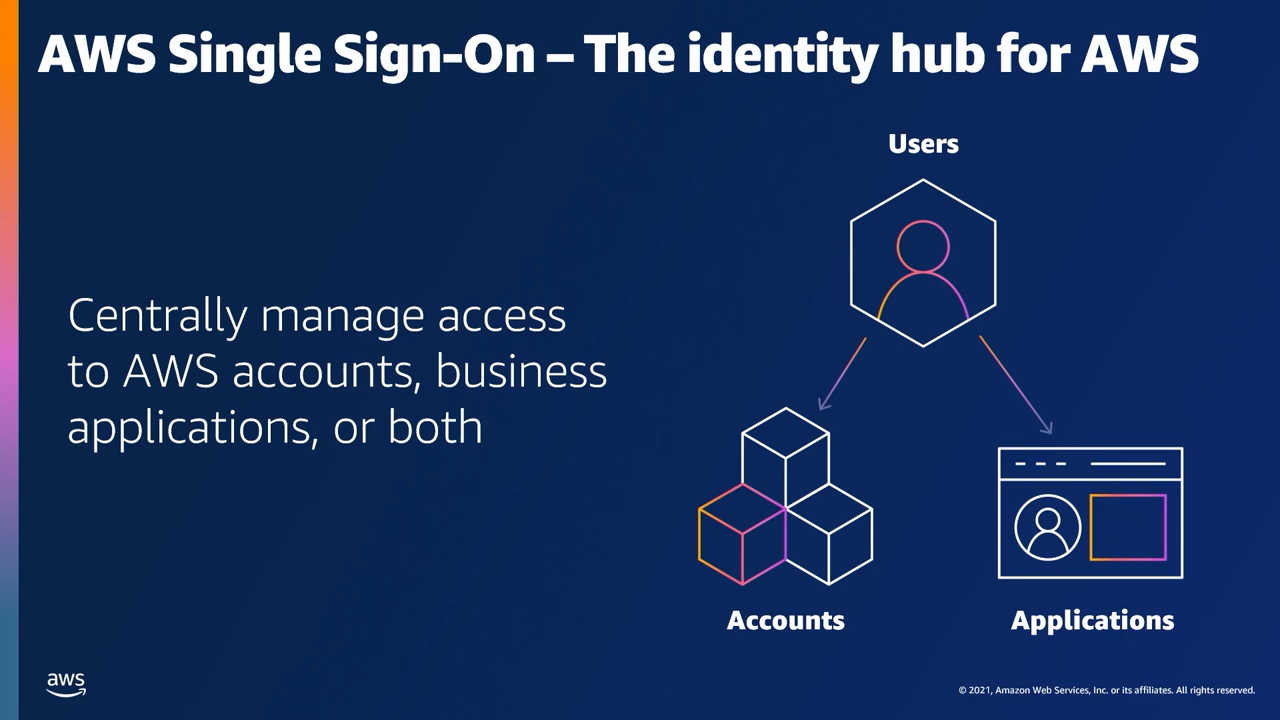 AWS Single Sign-On – The identity hub for AWS
Users
Centrally manage access
to AWS accounts, business
applications, or both
Accounts
Applications
aws
© 2021, Amazon Web Services, Inc. or its affiliates. All rights reserved.